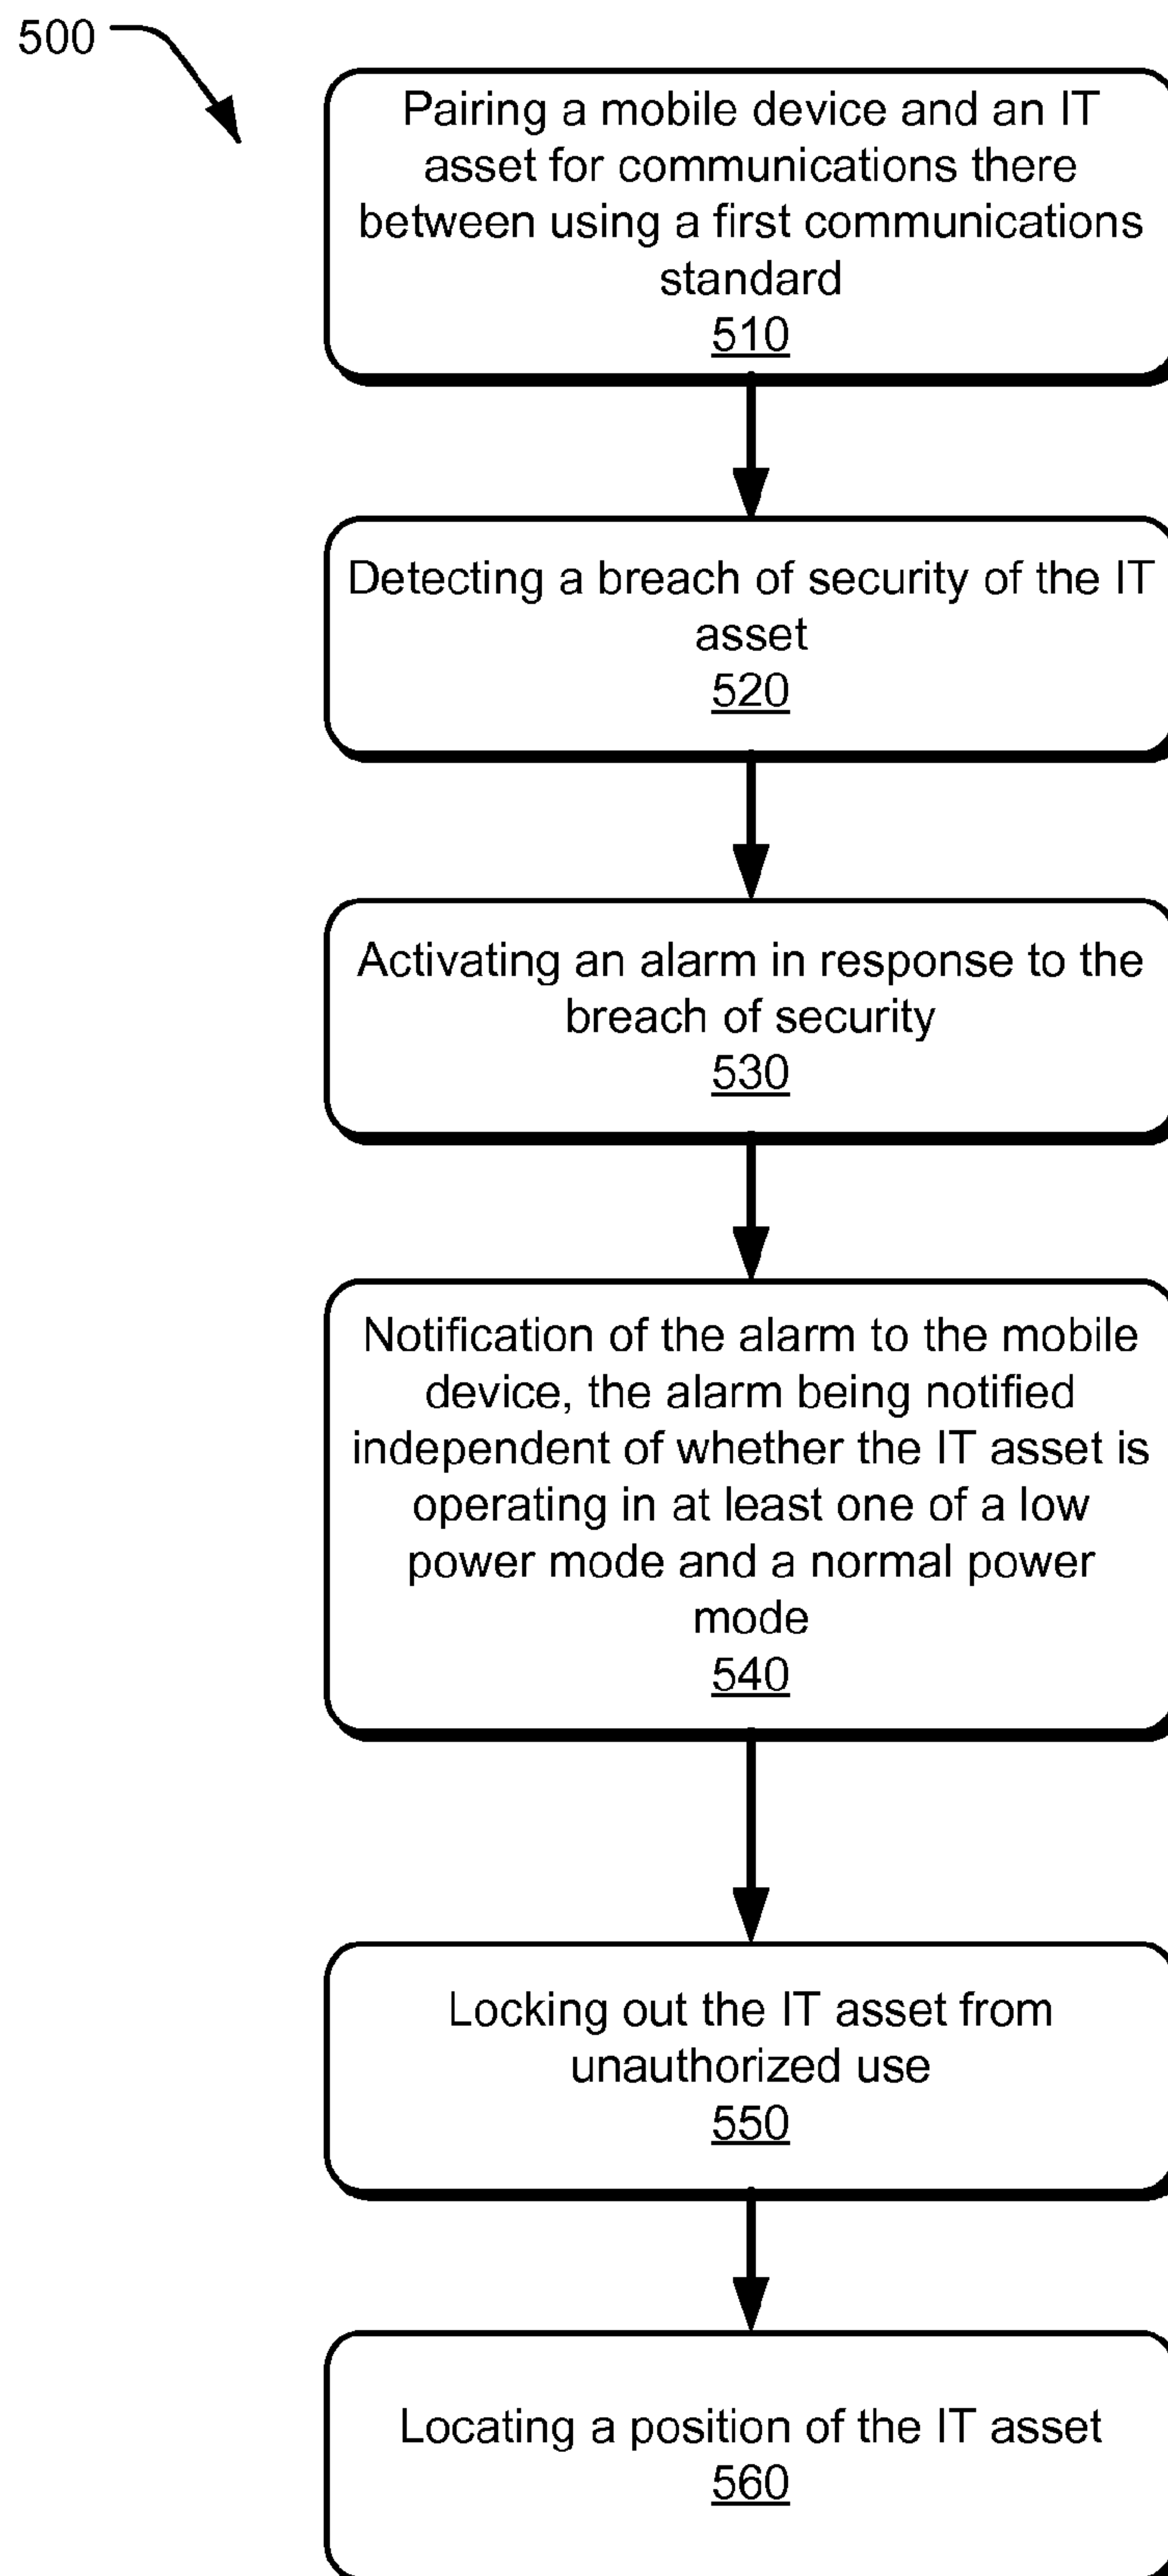 500
Pairing a mobile device and an IT
asset for communications there
between using a first communications
standard
510
Detecting a breach of security of the IT
asset
520
Activating an alarm in response to the
breach of security
530
Notification of the alarm to the mobile
device, the alarm being notified
independent of whether the IT asset is
operating in at least one of a low
power mode and a normal power
mode
540
Locking out the IT asset from
unauthorized use
550
Locating a position of the IT asset
560